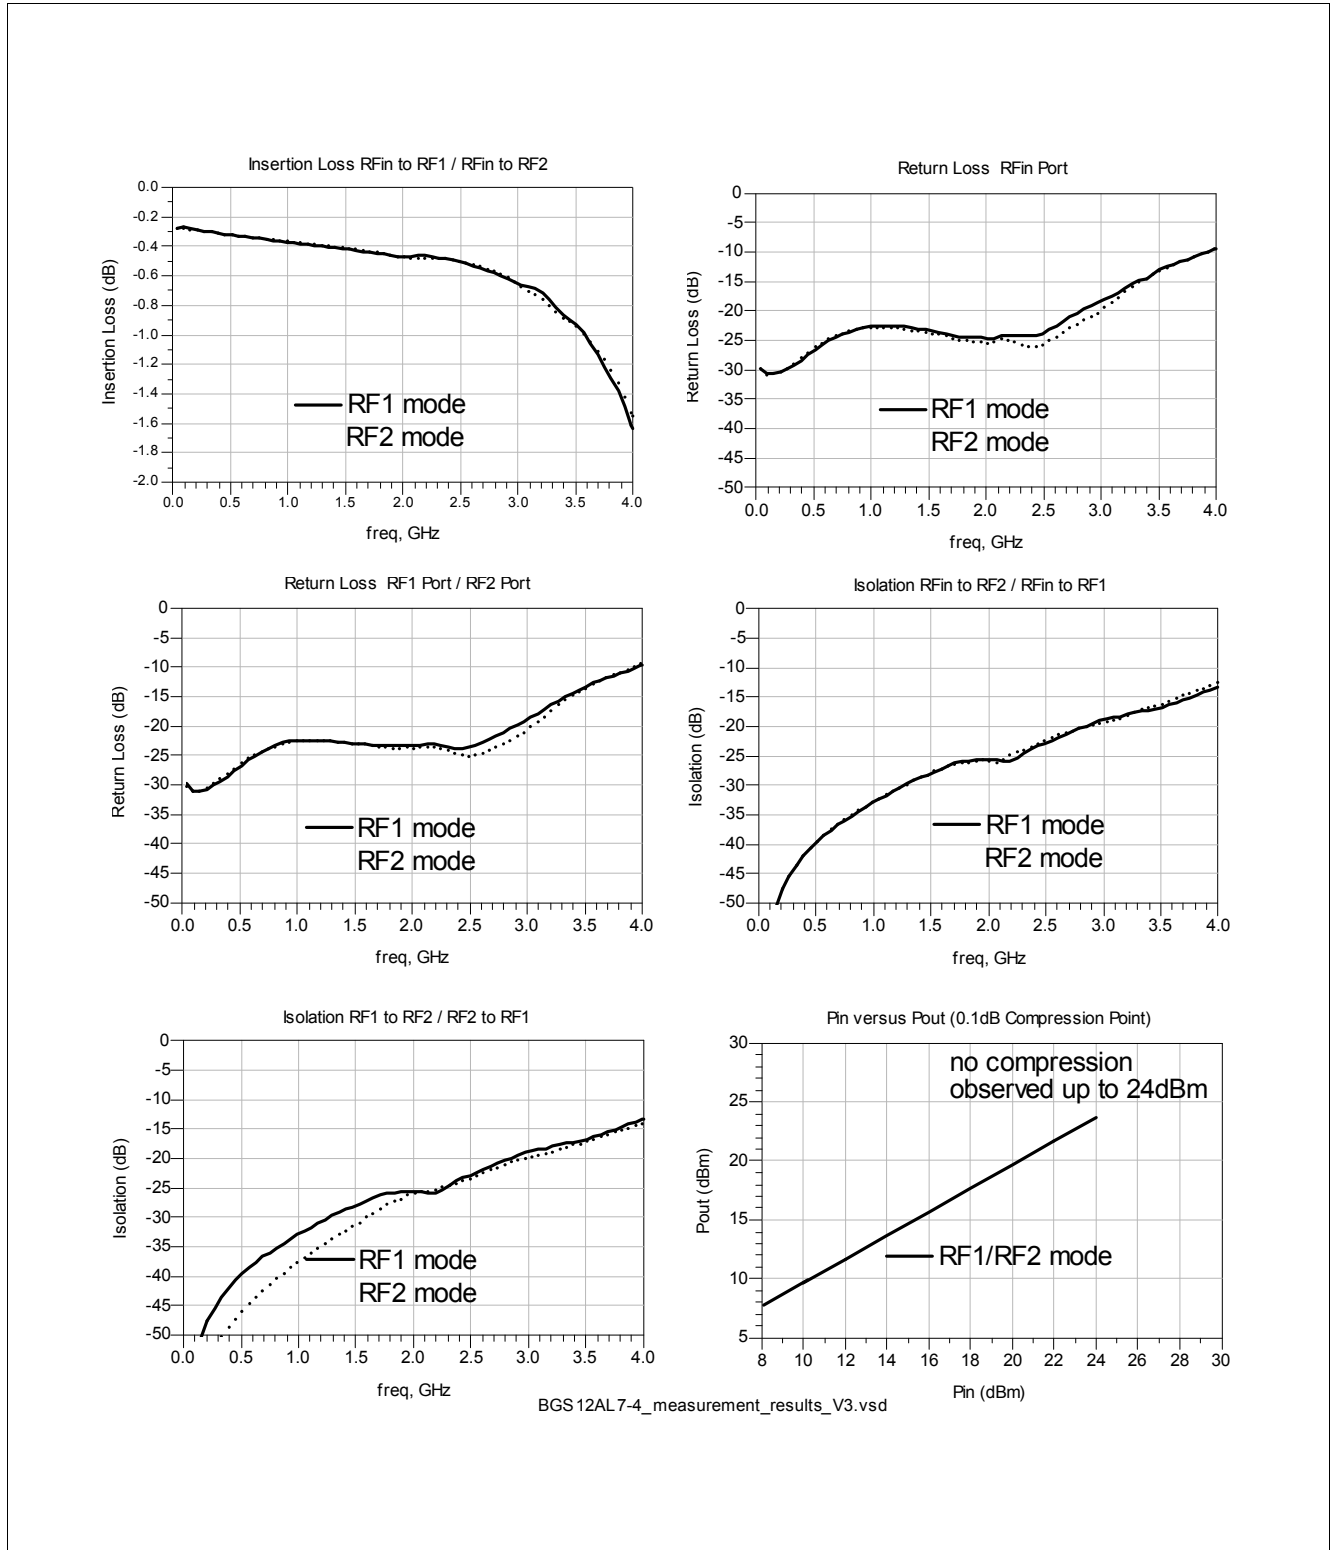 Insertion Loss RFin to RF1 / RFin to RF2
0.0
-0.2
-0.4
-0.6
-0.8
-1.0
-1.2
-1.4
-1.6
-1.8
-2.0
Insertion Loss (dB)
RF1 mode
RF2 mode
0.0 0.5 1.0 1.5 2.0 2.5 3.0 3.5 4.0
freq, GHz
Return Loss RFin Port
0
-5
-10
-15
-20
-25
-30
-35
-40
-45
-50
Return Loss (dB)
RF1 mode
RF2 mode
0.0 0.5 1.0 1.5 2.0 2.5 3.0 3.5 4.0
freq, GHz
Return Loss RF1 Port / RF2 Port
0
-5
-10
-15
-20
-25
-30
-35
-40
-45
-50
Return Loss (dB)
RF1 mode
RF2 mode
0.0 0.5 1.0 1.5 2.0 2.5 3.0 3.5 4.0
freq, GHz
Isolation RFin to RF2 / RFin to RF1
0
-5
-10
-15
-20
-25
-30
-35
-40
-45
-50
Isolation (dB)
RF1 mode
RF2 mode
0.0 0.5 1.0 1.5 2.0 2.5 3.0 3.5 4.0
freq, GHz
Isolation RF1 to RF2 / RF2 to RF1
0
-5
-10
-15
-20
-25
-30
-35
-40
-45
-50
Isolation (dB)
RF1 mode
RF2 mode
0.0 0.5 1.0 1.5 2.0 2.5 3.0 3.5 4.0
freq, GHz
Pin versus Pout (0.1dB Compression Point)
30
25
20
15
10
5
Pout (dBm)
no compression
observed up to 24dBm
RF1/RF2 mode
8 10 12 14 16 18 20 22 24 26 28 30
Pin (dBm)
BGS12AL7-4_measurement_results_V3.vsd